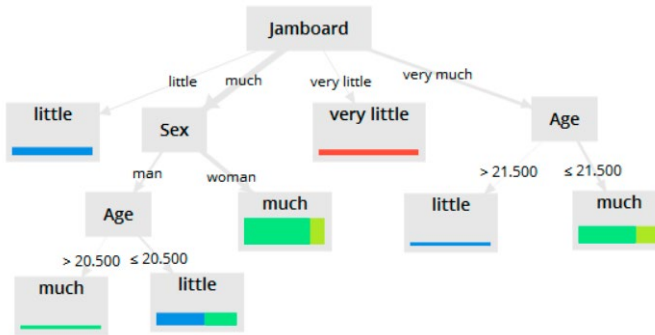 Jamboard
little
much
very little
very much
little
Sex
very little
Age
man
woman
> 21.500
≤ 21.500
Age
much
little
much
> 20.500
≤ 20.500
much
little